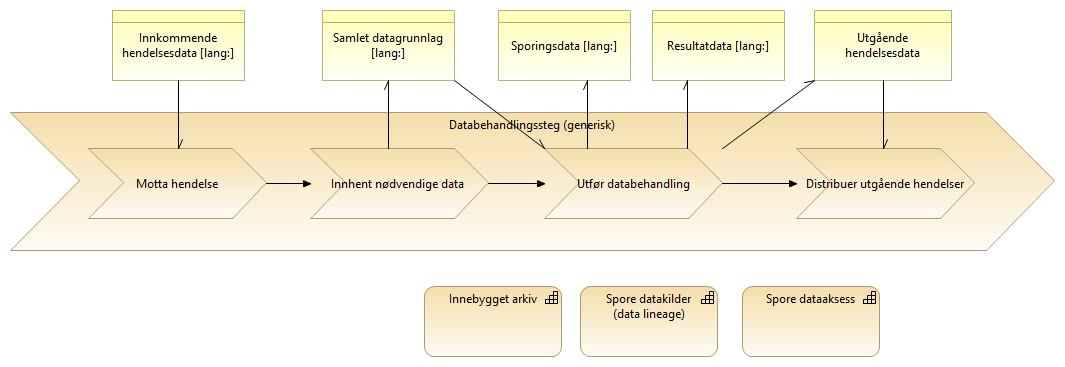 Innkommende
hendelsesdata [lang:]
Samlet datagrunnlag
[lang:]
Sporingsdata [lang:]
Resultatdata [lang:]
Utgående
hendelsesdata
Databehandlingssteg (generisk)
Motta hendelse
Innhent nødvendige data
Utfør databehandling
Distribuer utgående hendelser
Innebygget arkiv
Spore datakilder
(data lineage)
Spore dataaksess